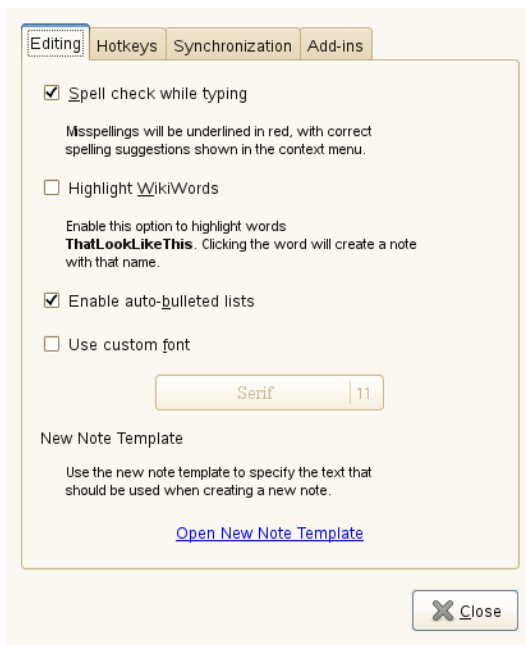 Editing Hotkeys Synchronization Add-ins
Spell check while typing
Misspellings will be underlined in red, with correct
spelling suggestions shown in the context menu.
Highlight WikiWords
Enable this option to highlight words
ThatLookLikeThis. Clicking the word will create a note
with that name.
Enable auto-bulleted lists
Use custom font
Serif 11
New Note Template
Use the new note template to specify the text that
should be used when creating a new note.
Open New Note Template
Close